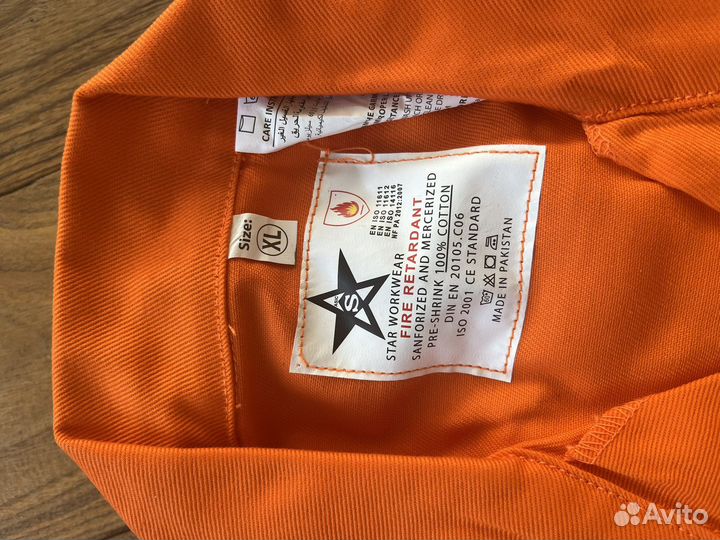 CARE INST
Size:
XL
EN ISO 11611
EN ISO 11612
EN ISO 14116
NF PA 2012:2007
S
STAR WORKWEAR
FIRE RETARDANT
SANFORIZED AND MERCERIZED
PRE-SHRINK 100% COTTON
DIN EN 20105.C06
ISO 2001 CE STANDARD
MADE IN PAKISTAN
Avito